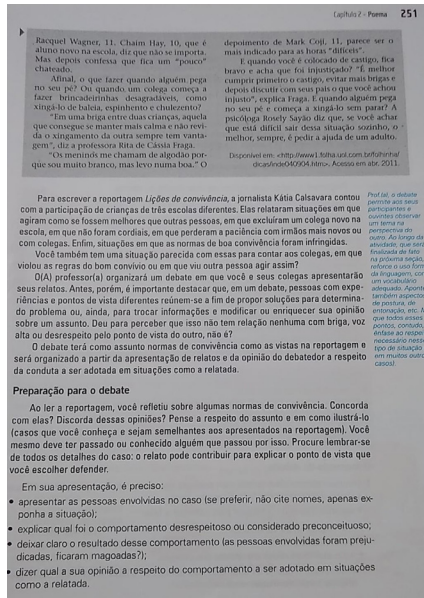 Capítulo 2 – Poema 251
Racquel Wagner, 11. Chaim Hay, 10, que é
aluno novo na escola, diz que não se importa.
Mas depois confessa que fica um "pouco"
chateado.
Afinal, o que fazer quando alguém pega
no seu pé? Ou quando um colega começa a
fazer brincadeirinhas desagradáveis, como
xingá-lo de baleia, espinhento e chulezento?
"Em uma briga entre duas crianças, aquela
que consegue se manter mais calma e não revi-
da o xingamento da outra sempre tem vanta-
gem", diz a professora Rita de Cássia Fraga.
"Os meninos me chamam de algodão por-
que sou muito branco, mas levo numa boa." O
depoimento de Mark Coji, 11, parece ser o
mais indicado para as horas "difíceis".
E quando você é colocado de castigo, fica
bravo e acha que foi injustiçado? "É melhor
cumprir primeiro o castigo, evitar mais brigas e
depois discutir com seus pais o que você achou
injusto", explica Fraga. E quando alguém pega
no seu pé e começa a xingá-lo sem parar? A
psicóloga Rosely Sayão diz que, se você achar
que está difícil sair dessa situação sozinho, o
melhor, sempre, é pedir a ajuda de um adulto.
Disponível em: <http://www1.folha.uol.com.br/folhinha/
dicas/inde040904.htm>. Acesso em abr. 2011.
Para escrever a reportagem Lições de convivência, a jornalista Kátia Calsavara contou
com a participação de crianças de três escolas diferentes. Elas relataram situações em que
agiram como se fossem melhores que outras pessoas, em que excluíram um colega novo na
escola, em que não foram cordiais, em que perderam a paciência com irmãos mais novos ou
com colegas. Enfim, situações em que as normas de boa convivência foram infringidas.
Você também tem uma situação parecida com essas para contar aos colegas, em que
violou as regras do bom convívio ou em que viu outra pessoa agir assim?
O(A) professor(a) organizará um debate em que você e seus colegas apresentarão
seus relatos. Antes, porém, é importante destacar que, em um debate, pessoas com expe-
riências e pontos de vista diferentes reúnem-se a fim de propor soluções para determina-
do problema ou, ainda, para trocar informações e modificar ou enriquecer sua opinião
sobre um assunto. Deu para perceber que isso não tem relação nenhuma com briga, voz
alta ou desrespeito pelo ponto de vista do outro, não é?
O debate terá como assunto normas de convivência como as vistas na reportagem e
será organizado a partir da apresentação de relatos e da opinião do debatedor a respeito
da conduta a ser adotada em situações como a relatada.
Prof.(a), o debate
permite aos seus
participantes e
ouvintes observar
um tema na
perspectiva do
outro. Ao longo da
atividade, que será
finalizada de fato
na próxima seção,
reforce o uso
da linguagem, com
um vocabulário
adequado. Aponte
também aspectos
de postura, de
entonação, etc.
que todos esses
pontos, contudo,
ênfase ao respeito
necessário nesse
tipo de situação
em muitos outros
casos)
Preparação para o debate
Ao ler a reportagem, você refletiu sobre algumas normas de convivência. Concorda
com elas? Discorda dessas opiniões? Pense a respeito do assunto e em como ilustrá-lo
(casos que você conheça e sejam semelhantes aos apresentados na reportagem). Você
mesmo deve ter passado ou conhecido alguém que passou por isso. Procure lembrar-se
de todos os detalhes do caso: o relato pode contribuir para explicar o ponto de vista que
você escolher defender.
Em sua apresentação, é preciso:
• apresentar as pessoas envolvidas no caso (se preferir, não cite nomes, apenas ex-
ponha a situação);
• explicar qual foi o comportamento desrespeitoso ou considerado preconceituoso;
• deixar claro o resultado desse comportamento (as pessoas envolvidas foram preju-
dicadas, ficaram magoadas?);
• dizer qual a sua opinião a respeito do comportamento a ser adotado em situações
como a relatada.